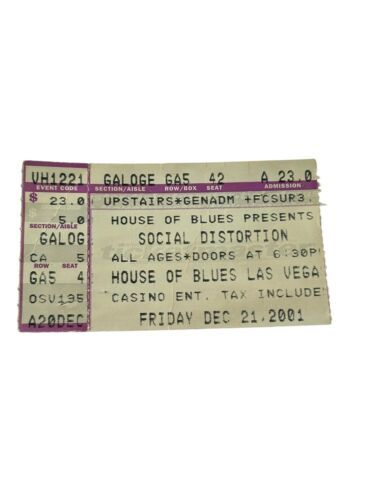 VH1221 GALOGE GA5 42 A 23.0
EVENT CODE SECTION/AISLE ROW/BOX SEAT ADMISSION
$ 23.0 UPSTAIRS*GENADM +FCSUR3.
5.0 HOUSE OF BLUES PRESENTS
SECTION/AISLE
GALOG SOCIAL DISTORTION
CA 5 ALL AGES*DOORS AT 6:30P
ROW SEAT
GA5 4 HOUSE OF BLUES LAS VEGA
OSV195 CASINO ENT. TAX INCLUDE
A20DEC FRIDAY DEC 21,2001